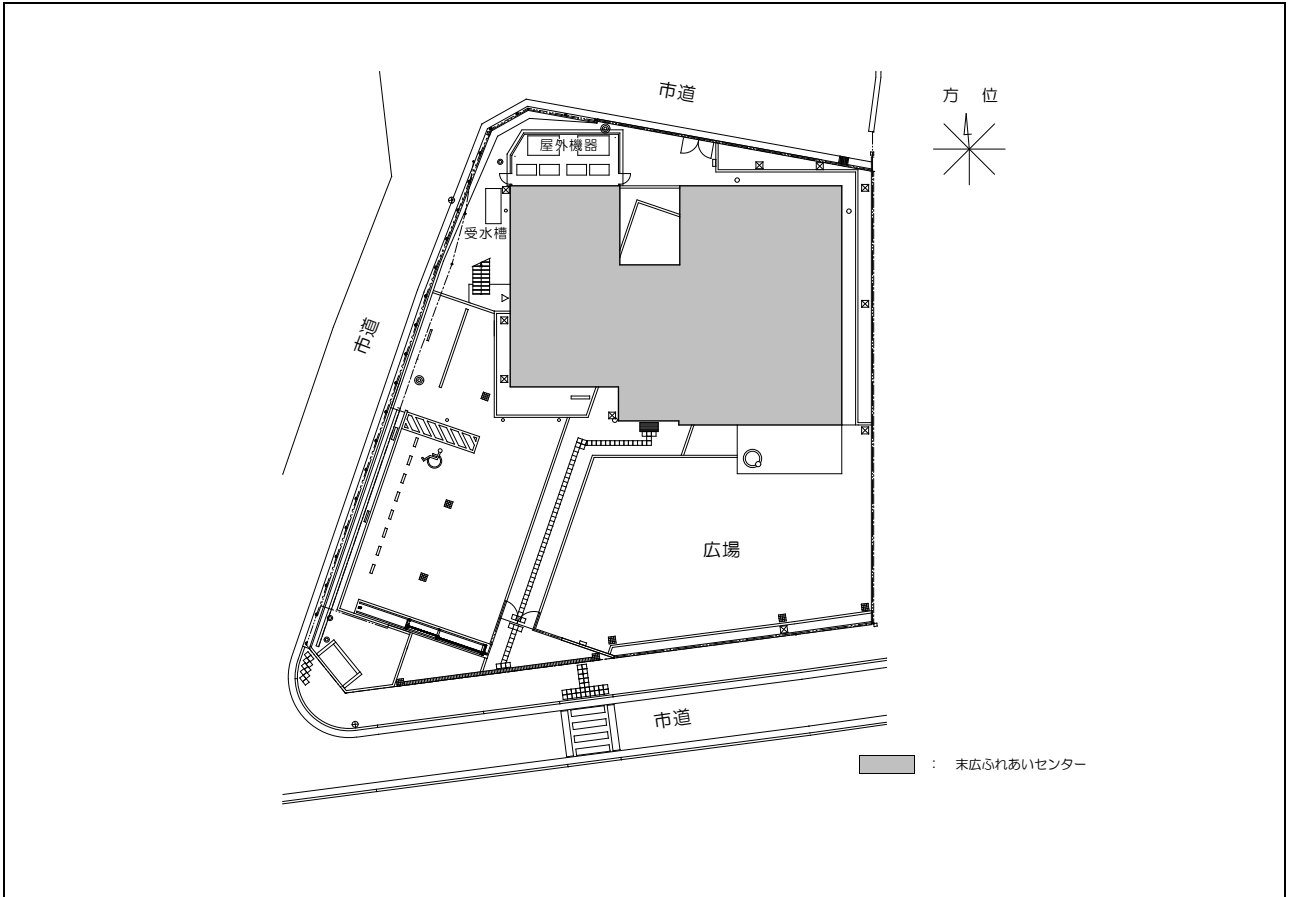 市道
方　位
屋外機器
受水槽
市道
広場
市道
：　末広ふれあいセンター